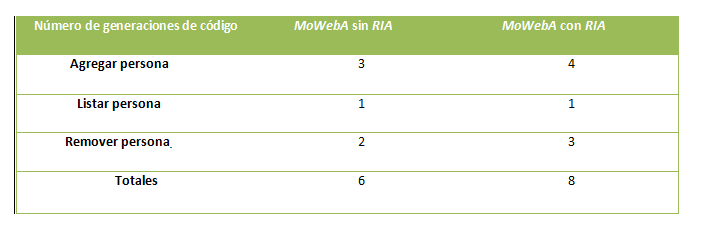 Número de generaciones de código MoWebA sin RIA MoWebA con RIA
Agregar persona 3 4
Listar persona 1 1
Remover persona 2 3
Totales 6 8